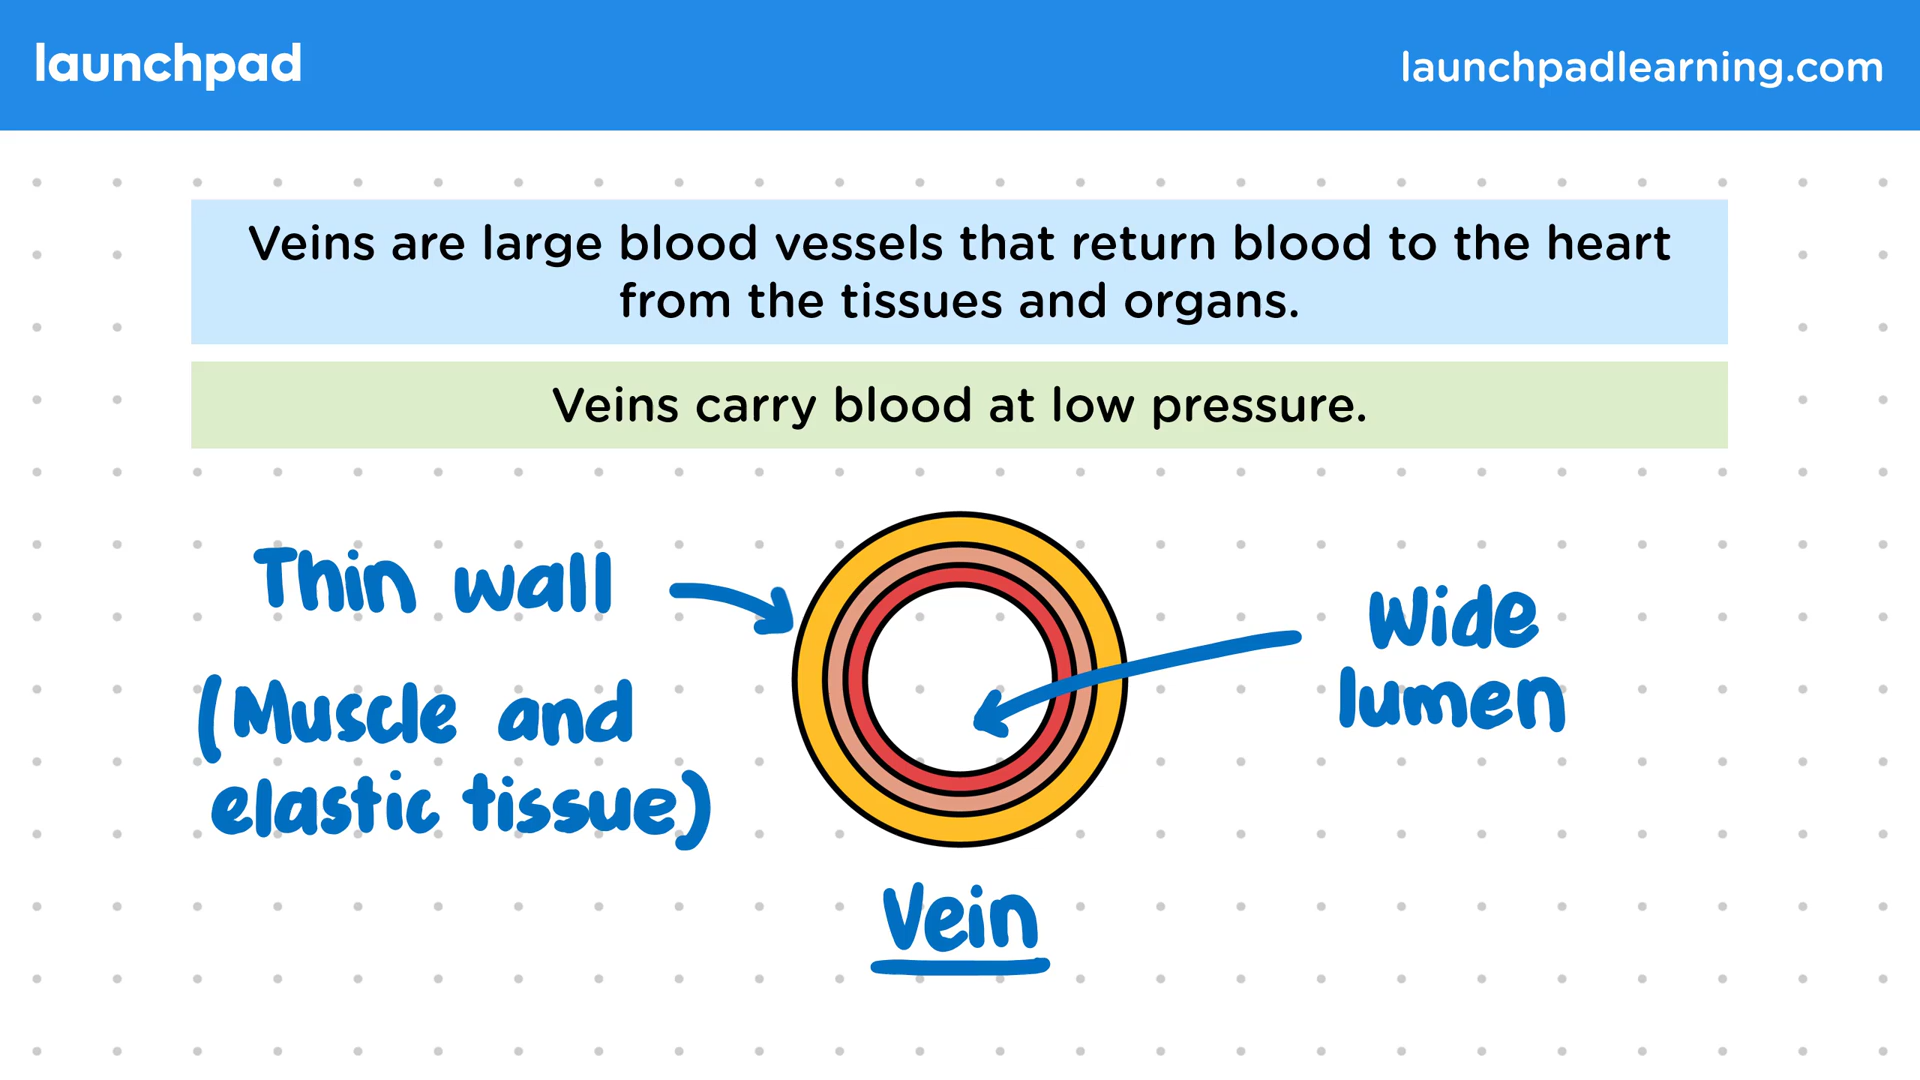 launchpad
launchpadlearning.com
Veins are large blood vessels that return blood to the heart
from the tissues and organs.
Veins carry blood at low pressure.
Thin wall
(Muscle and
elastic tissue)
Wide
lumen
Vein